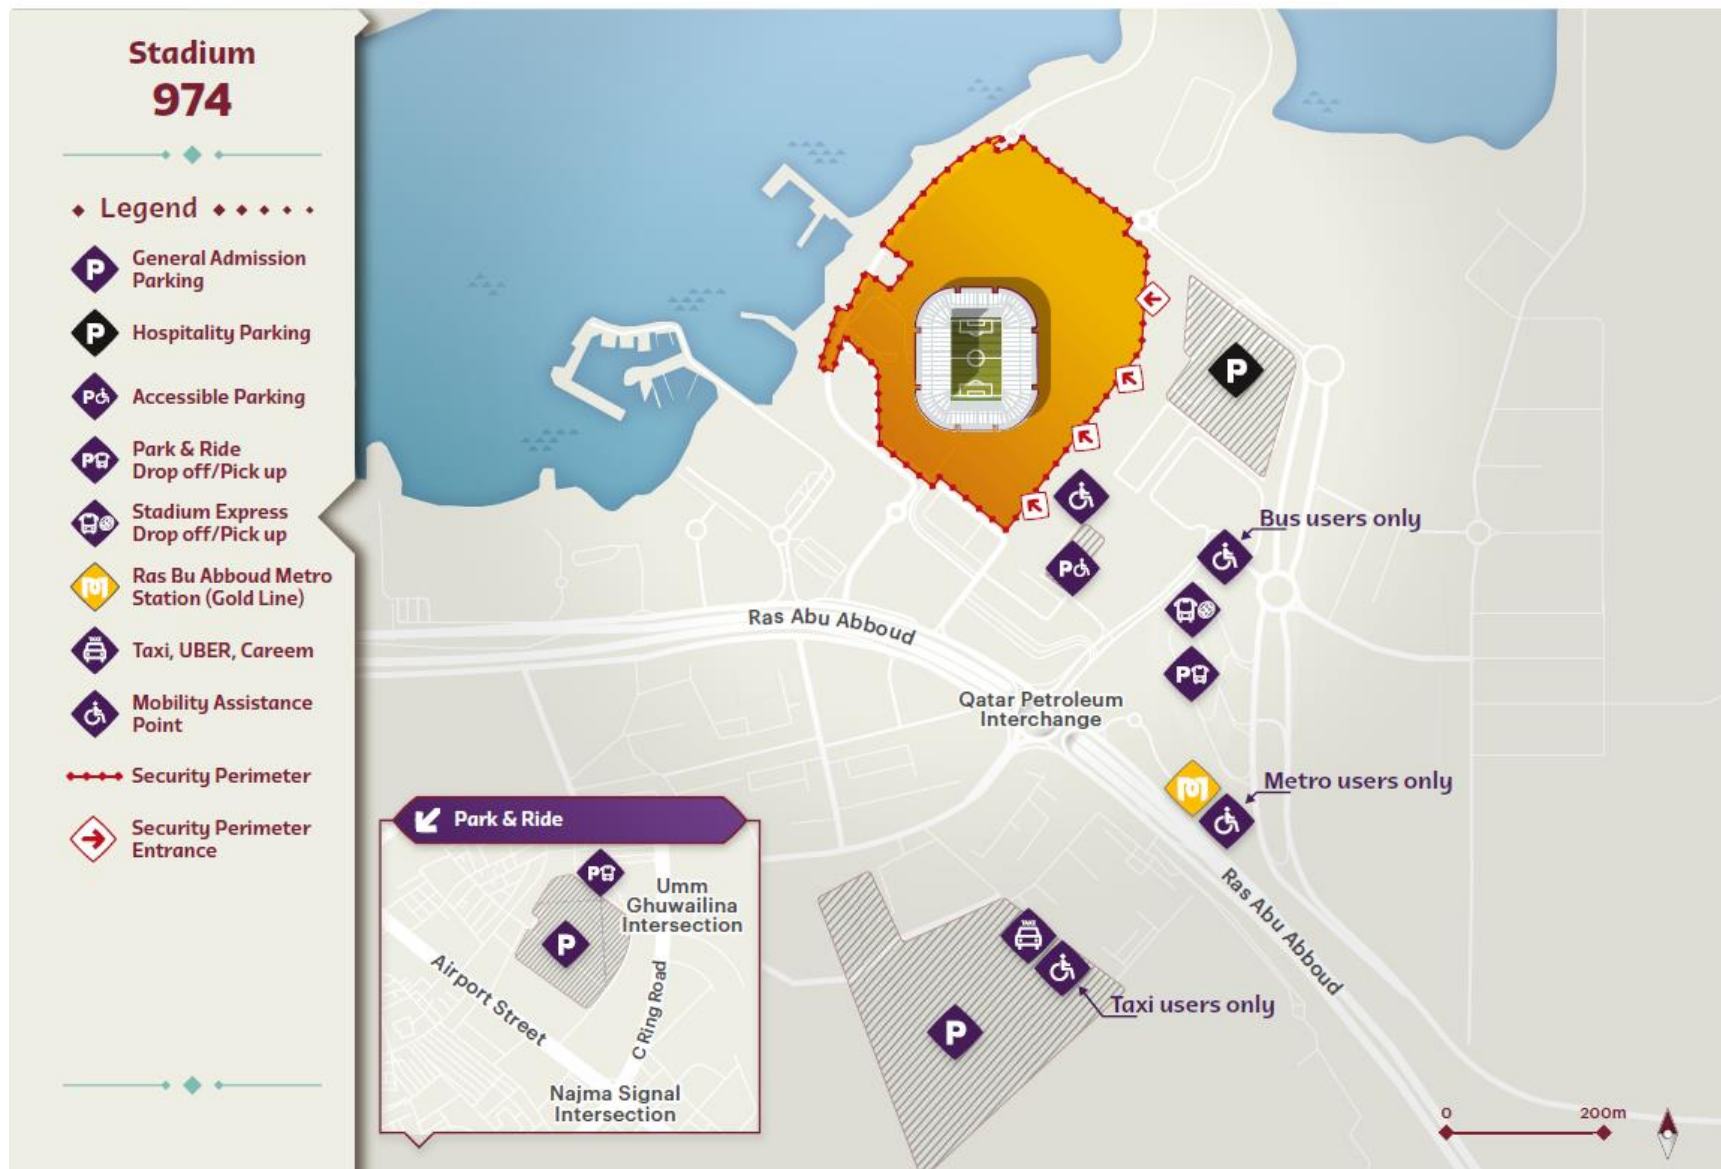 Stadium
974
Legend
P
General Admission
Parking
P
Hospitality Parking
P
Accessible Parking
P
Park & Ride
Drop off/Pick up
Stadium Express
Drop off/Pick up
Ras Bu Abboud Metro
Station (Gold Line)
Taxi, UBER, Careem
Mobility Assistance
Point
Security Perimeter
Security Perimeter
Entrance
P
Bus users only
P
Ras Abu Abboud
P
Qatar Petroleum
Interchange
Metro users only
Ras Abu Abboud
Taxi users only
P
Park & Ride
P
Umm
Ghuwailina
Intersection
P
Airport Street
C Ring Road
Najma Signal
Intersection
0 200m